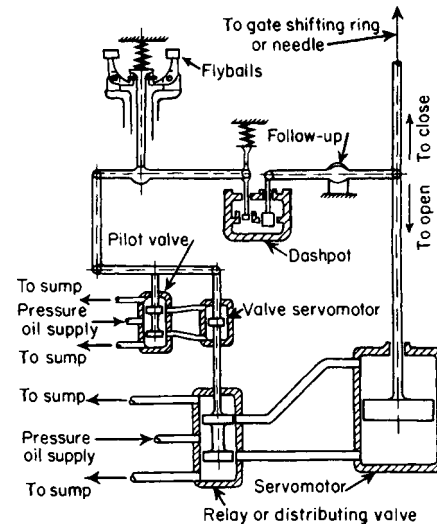 To gate shifting ring
or needle
Flyballs
Follow-up
To close
To open
Dashpot
Pilot valve
To sump
Pressure
oil supply
To sump
Valve servomotor
To sump
Pressure
oil supply
To sump
Servomotor
Relay or distributing valve